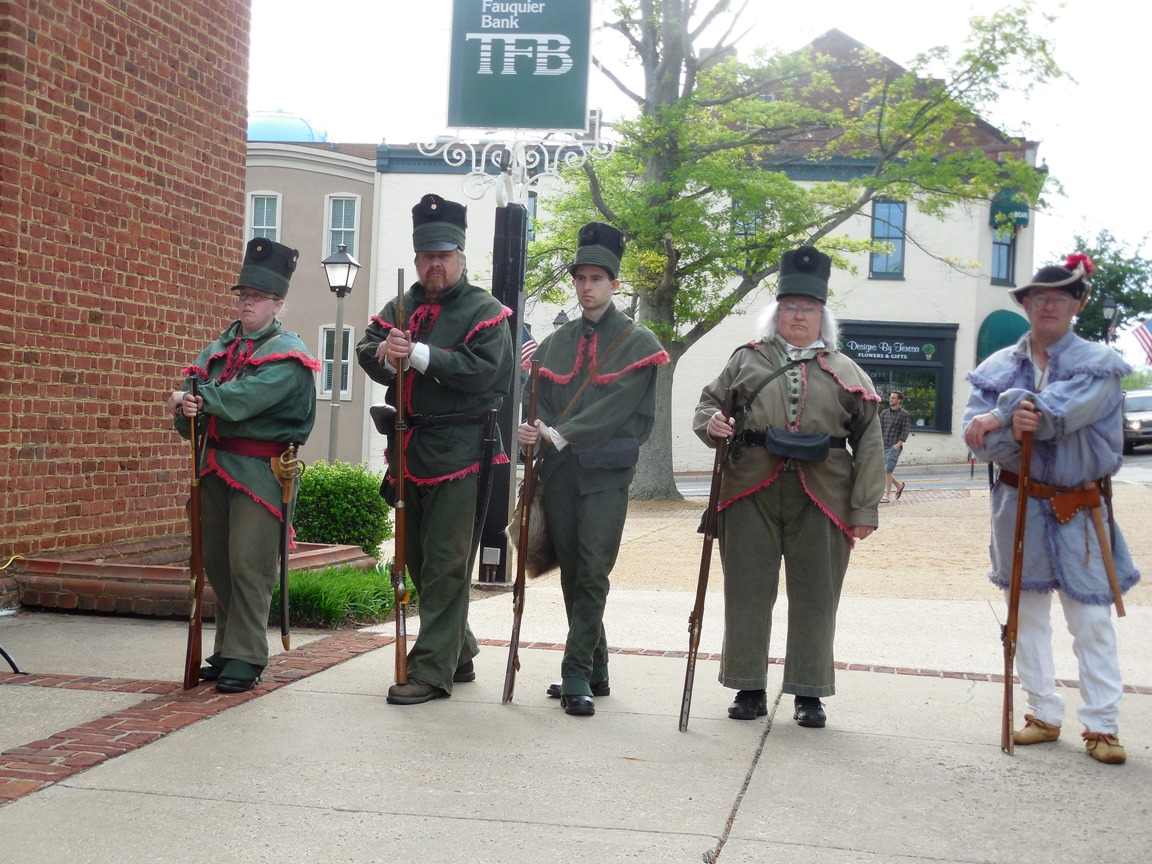 Fauquier
Bank
TFB
Designs By Teresa
FLOWERS & GIFTS